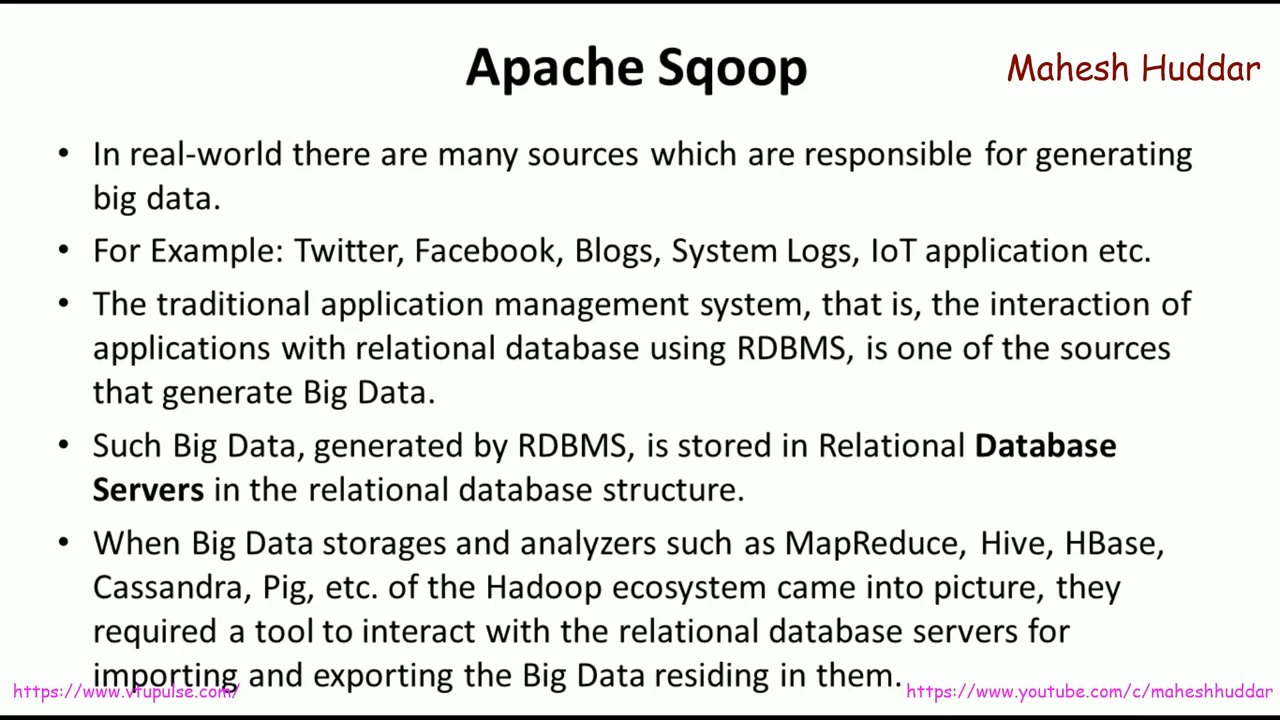 Apache Sqoop
Mahesh Huddar
• In real-world there are many sources which are responsible for generating
big data.
• For Example: Twitter, Facebook, Blogs, System Logs, IoT application etc.
• The traditional application management system, that is, the interaction of
applications with relational database using RDBMS, is one of the sources
that generate Big Data.
• Such Big Data, generated by RDBMS, is stored in Relational Database
Servers in the relational database structure.
• When Big Data storages and analyzers such as MapReduce, Hive, HBase,
Cassandra, Pig, etc. of the Hadoop ecosystem came into picture, they
required a tool to interact with the relational database servers for
importing and exporting the Big Data residing in them.
https://www.vtupulse.com/
https://www.youtube.com/c/maheshhuddar